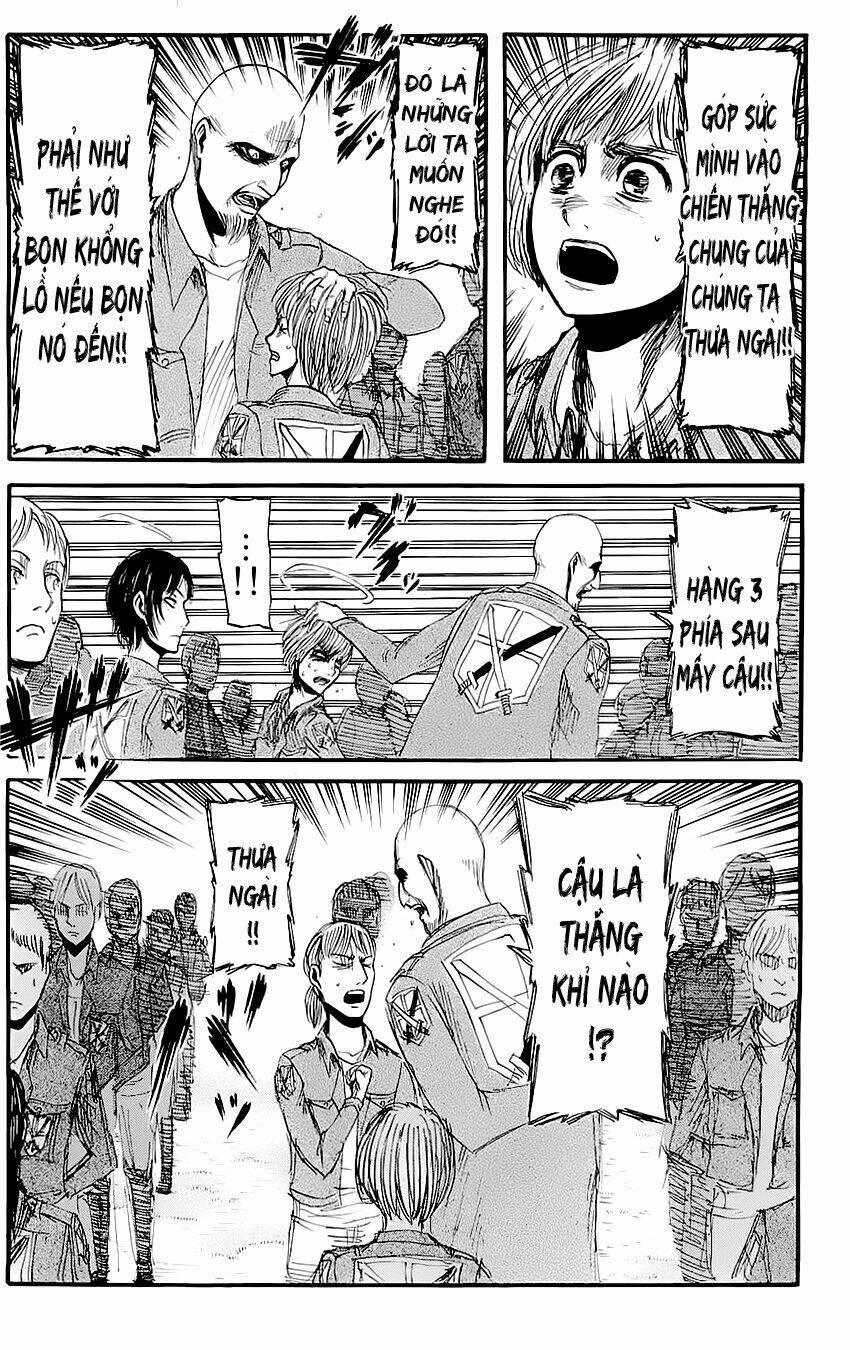 GÓP SỨC
MÌNH VÀO
CHIẾN THẮNG
CHUNG CỦA
CHÚNG TA
THƯA NGÀI!!
ĐÓ LÀ
NHỮNG
LỜI TA
MUỐN
NGHE
ĐÓ!!
PHẢI NHƯ
THẾ VỚI
BỌN KHỔNG
LỒ NẾU BỌN
NÓ ĐẾN!!
HÀNG 3
PHÍA SAU
MẤY CẬU!!
...!!
CẬU LÀ
THẰNG
KHỈ NÀO
!?
THƯA
NGÀI
!!